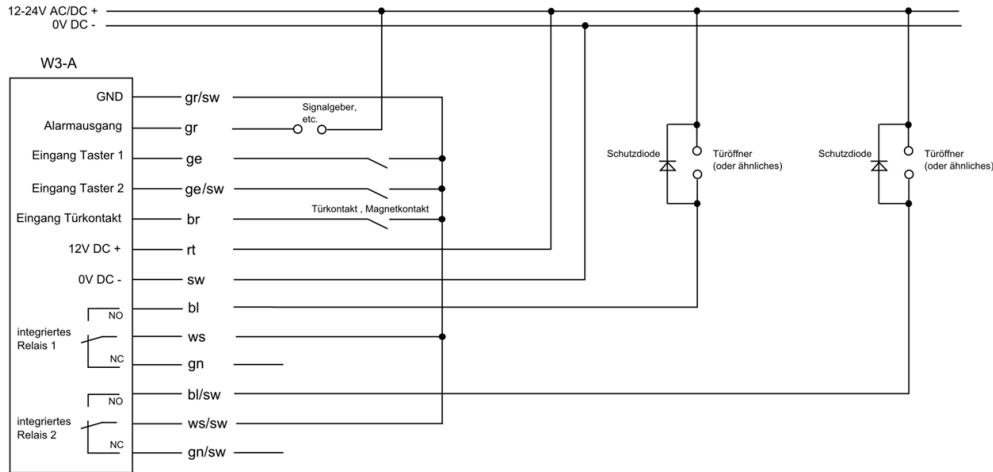 12-24V AC/DC +
0V DC -
W3-A
GND
gr/sw
Signalgeber,
etc.
Alarmausgang
gr
Eingang Taster 1
ge
Schutzdiode
Türöffner
(oder ähnliches)
Schutzdiode
Türöffner
(oder ähnliches)
Eingang Taster 2
ge/sw
Türkontakt , Magnetkontakt
Eingang Türkontakt
br
12V DC +
rt
0V DC -
sw
bl
NO
integriertes
Relais 1
ws
NC
gn
bl/sw
NO
integriertes
Relais 2
ws/sw
NC
gn/sw